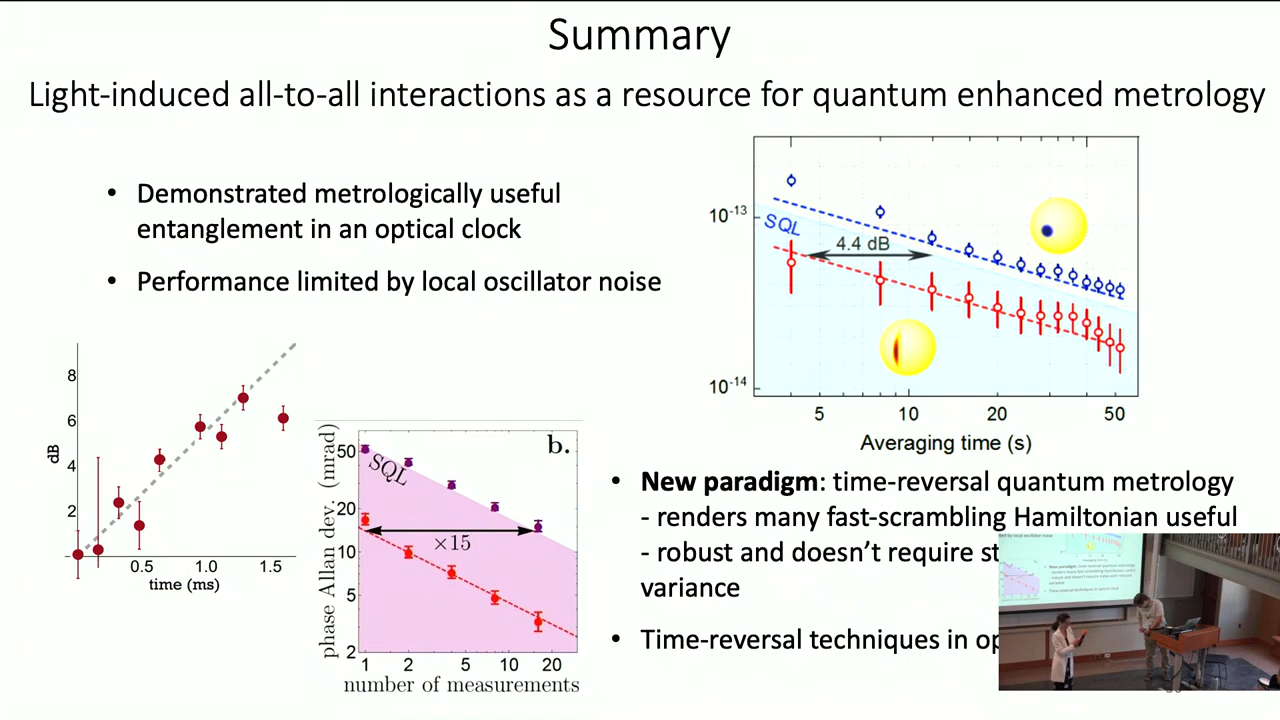 Summary
Light-induced all-to-all interactions as a resource for quantum enhanced metrology
• Demonstrated metrologically useful
entanglement in an optical clock
• Performance limited by local oscillator noise
10⁻¹³
10⁻¹⁴
SQL
4.4 dB
5 10 20 50
Averaging time (s)
dB
8
6
4
2
0.5 1.0 1.5
time (ms)
b.
phase Allan dev. (mrad)
50
20
10
5
2
SQL
×15
1 2 5 10 20
number of measurements
• New paradigm: time-reversal quantum metrology
- renders many fast-scrambling Hamiltonian useful
- robust and doesn't require
variance
• Time-reversal techniques in